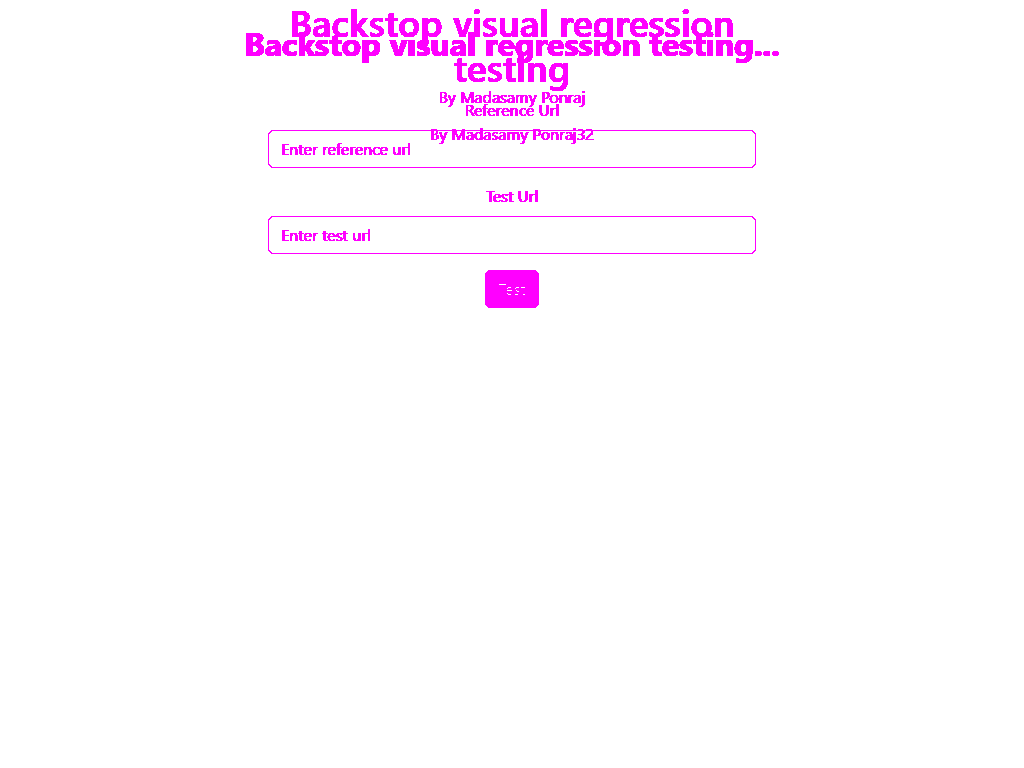 Backstop visual regression
Backstop visual regression testing...
testing
By Madasamy Ponraj
Reference Url
By Madasamy Ponraj32
Enter reference url
Test Url
Enter test url
Test